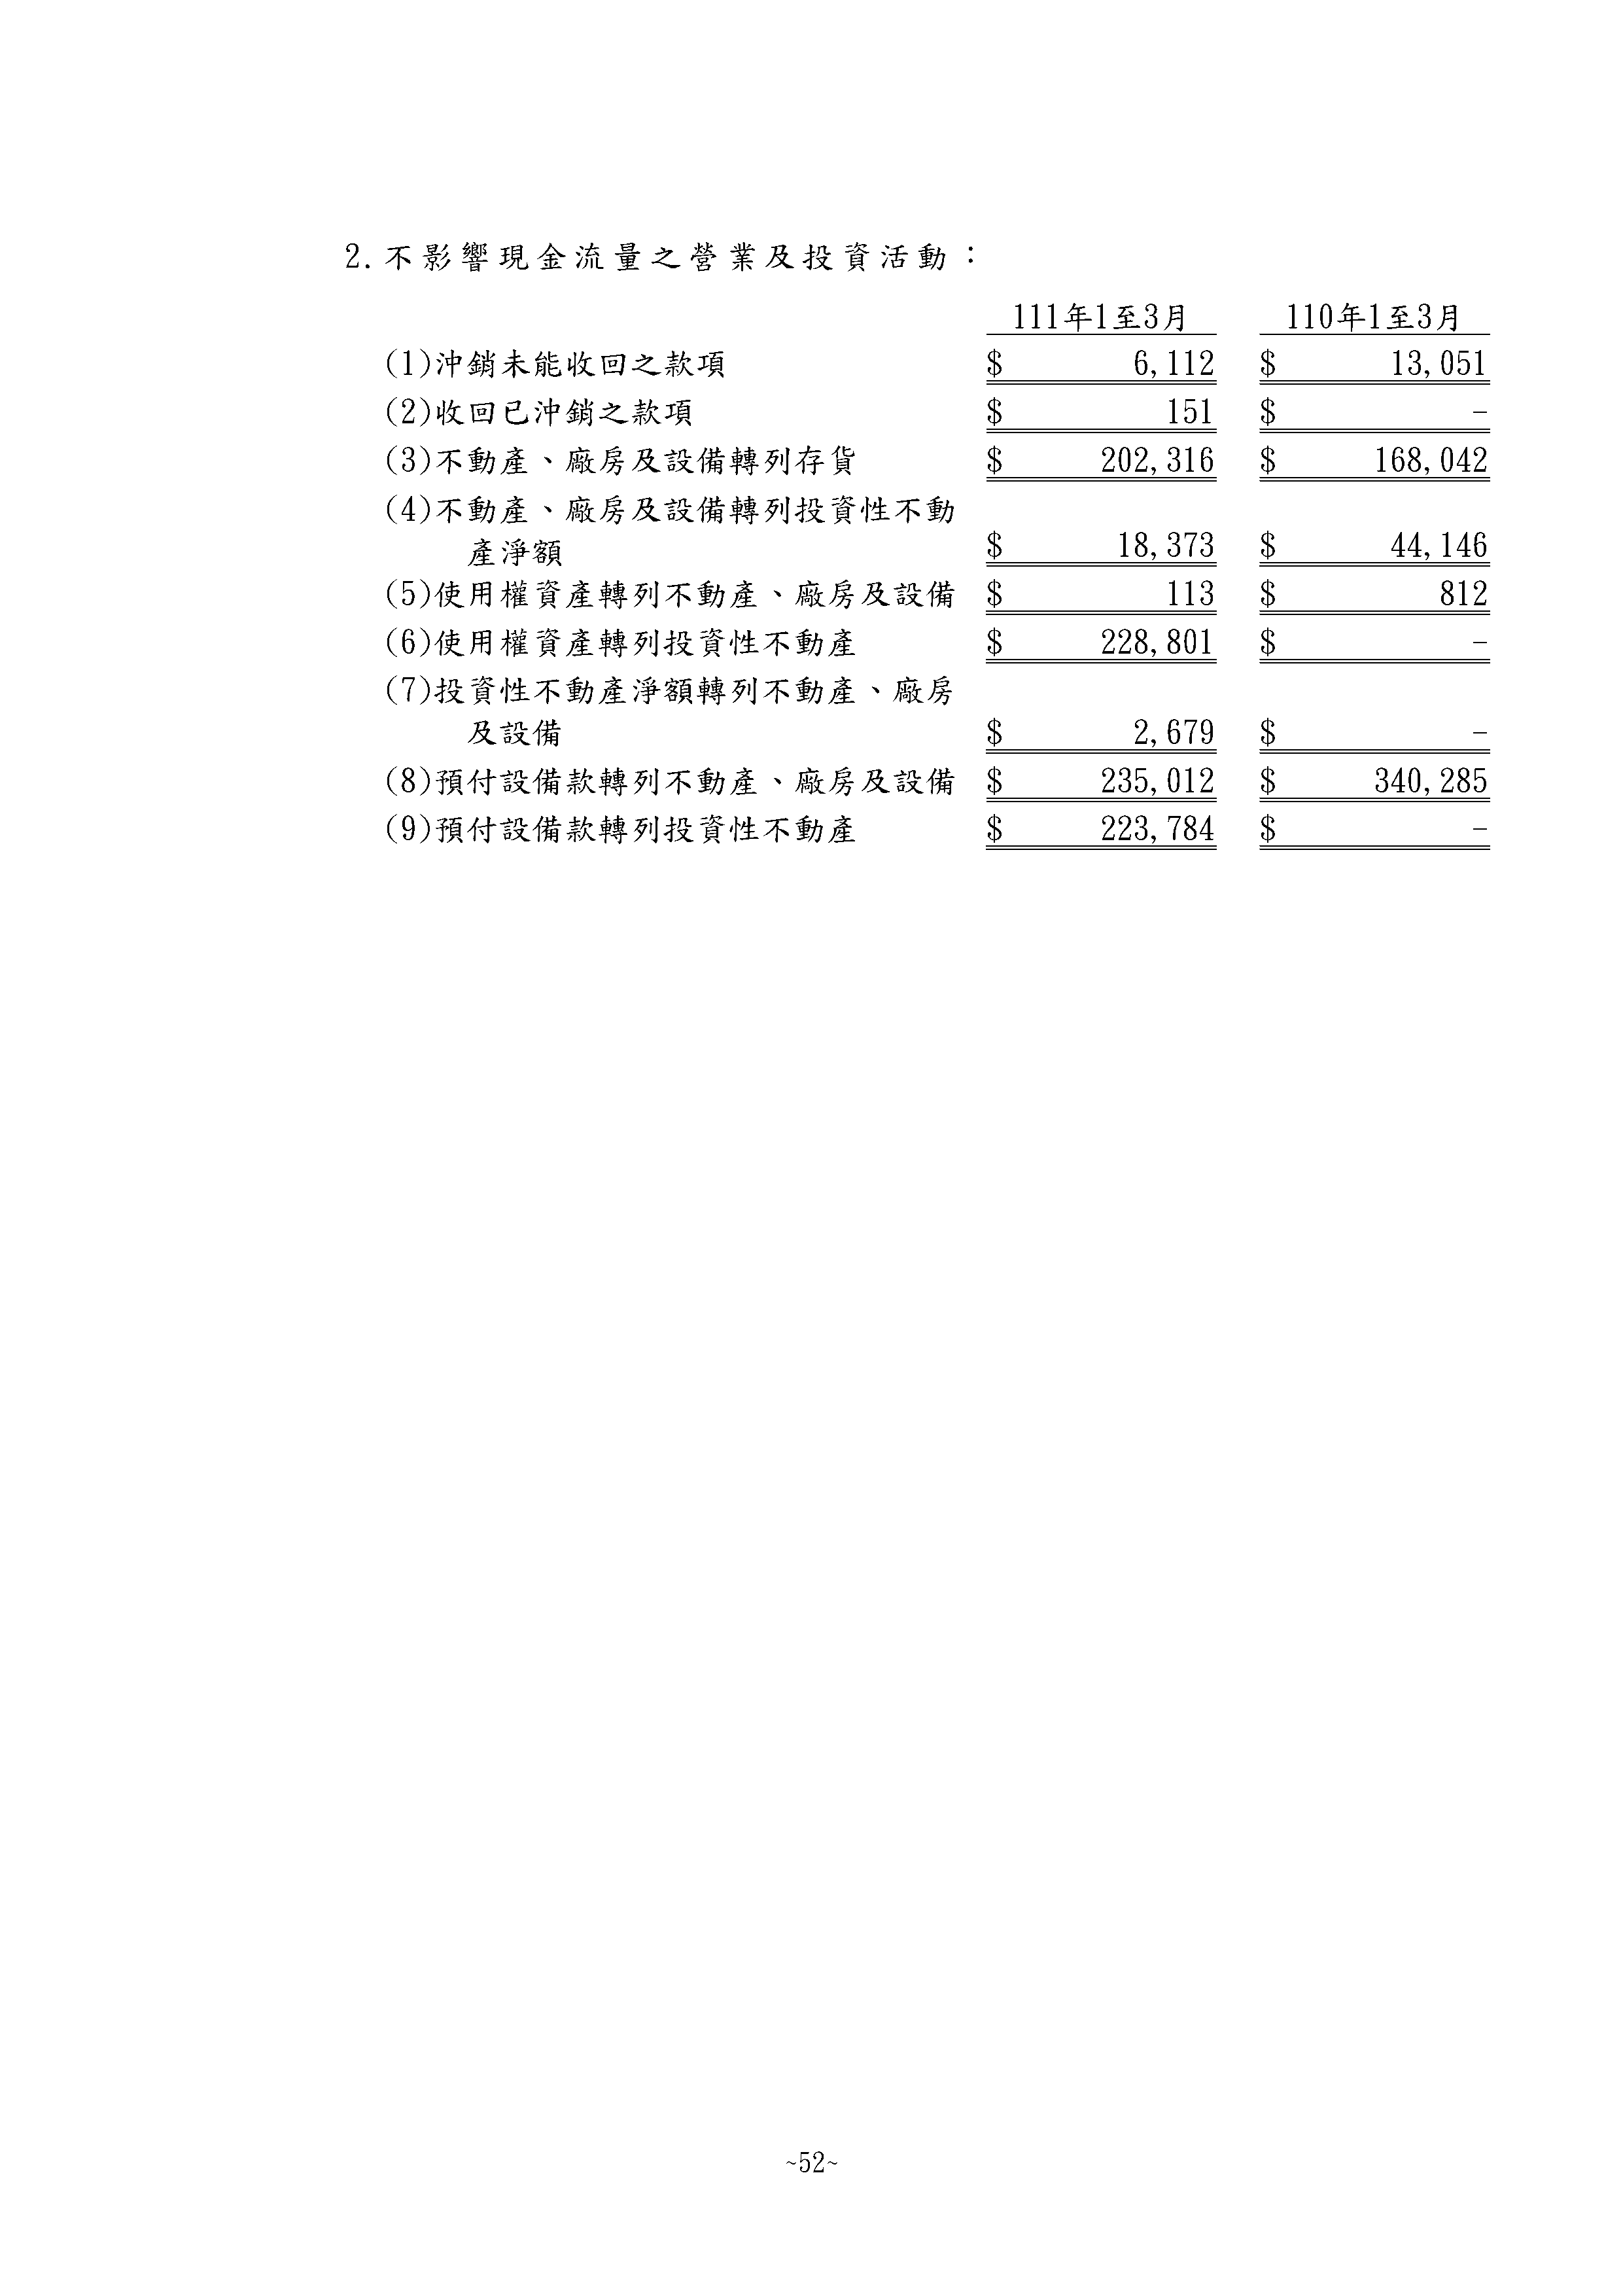 2.不影響現金流量之營業及投資活動：
111年1至3月 110年1至3月
(1)沖銷未能收回之款項 $ 6,112 $ 13,051
(2)收回已沖銷之款項 $ 151 $ -
(3)不動產、廠房及設備轉列存貨 $ 202,316 $ 168,042
(4)不動產、廠房及設備轉列投資性不動
產淨額 $ 18,373 $ 44,146
(5)使用權資產轉列不動產、廠房及設備 $ 113 $ 812
(6)使用權資產轉列投資性不動產 $ 228,801 $ -
(7)投資性不動產淨額轉列不動產、廠房
及設備 $ 2,679 $ -
(8)預付設備款轉列不動產、廠房及設備 $ 235,012 $ 340,285
(9)預付設備款轉列投資性不動產 $ 223,784 $ -
~52~